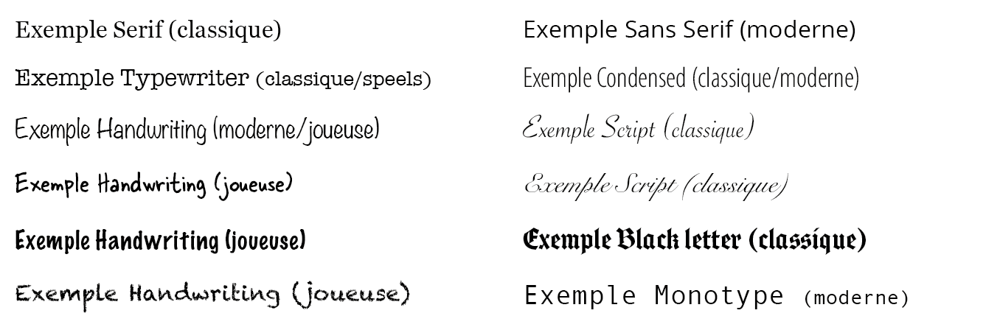 Exemple Serif (classique)
Exemple Sans Serif (moderne)
Exemple Typewriter (classique/speels)
Exemple Condensed (classique/moderne)
Exemple Handwriting (moderne/joueuse)
Exemple Script (classique)
Exemple Handwriting (joueuse)
Exemple Script (classique)
Exemple Handwriting (joueuse)
Exemple Black letter (classíque)
Exemple Handwriting (joueuse)
Exemple Monotype (moderne)